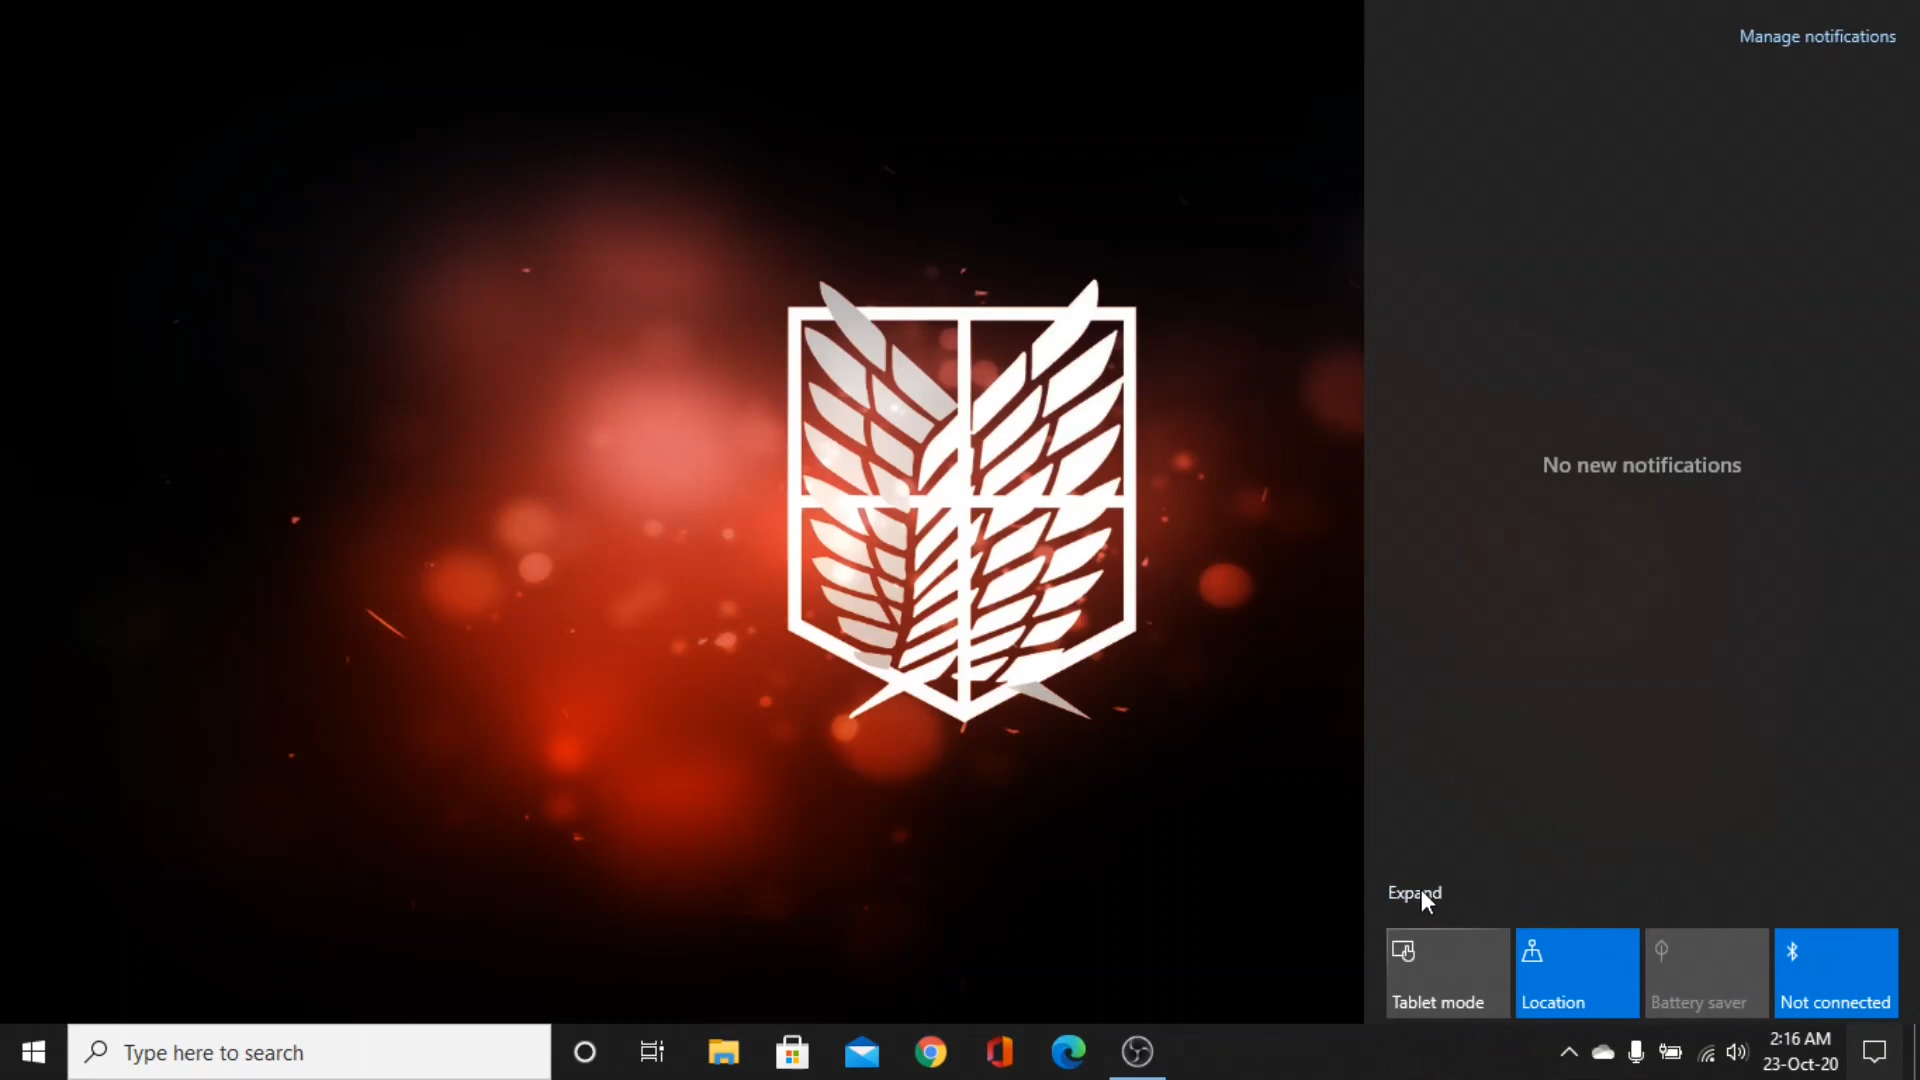 Manage notifications
No new notifications
Expand
Tablet mode
Location
Battery saver
Not connected
Type here to search
2:16 AM
23-Oct-20